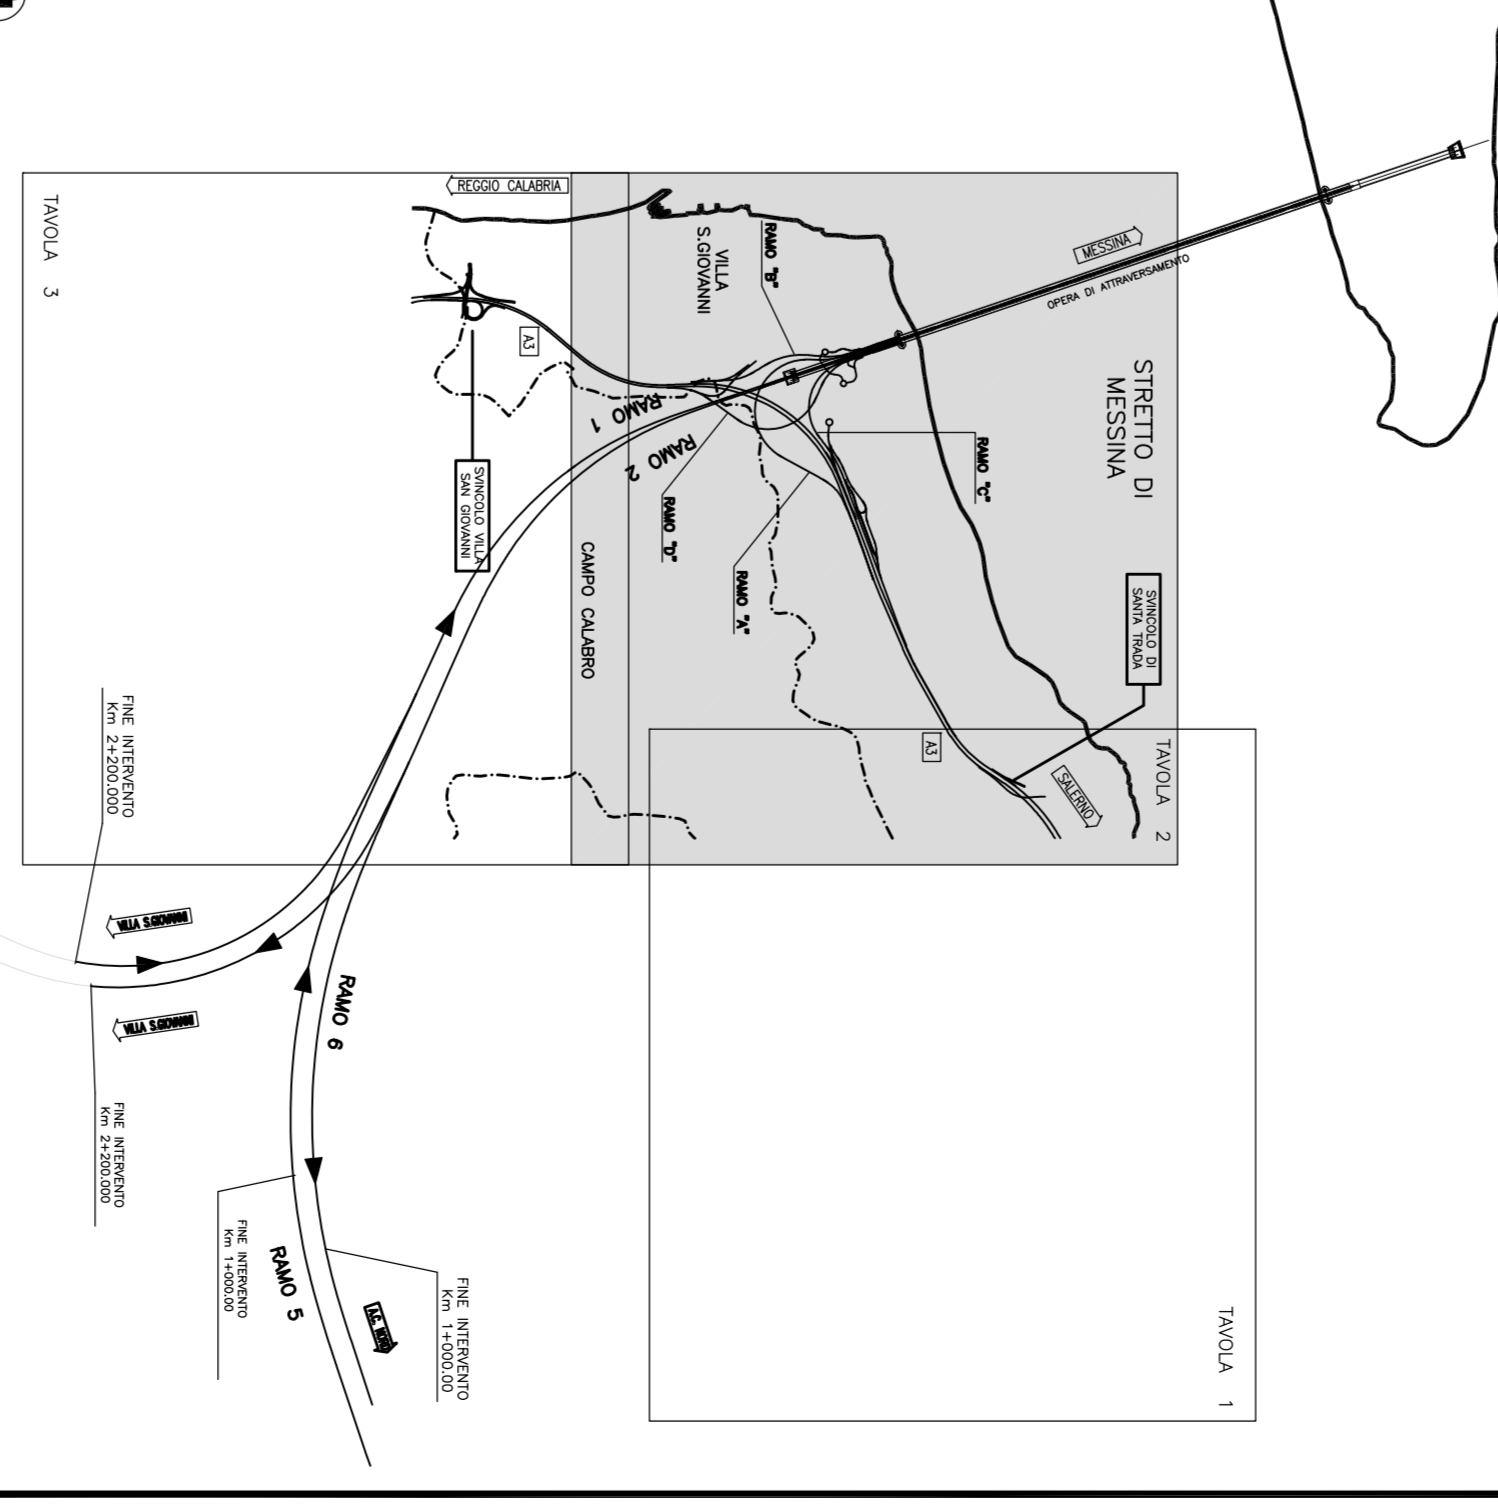 TAVOLA 3
REGGIO CALABRIA
VILLA
S.GIOVANNI
RAMO "B"
MESSINA
OPERA DI ATTRAVERSAMENTO
STRETTO DI
MESSINA
A3
RAMO 1
RAMO 2
RAMO "C"
RAMO "D"
RAMO "A"
SVINCOLO VILLA
SAN GIOVANNI
CAMPO CALABRO
SVINCOLO DI
SANTA TRADA
A3
SALERNO
TAVOLA 2
FINE INTERVENTO
Km 2+200.000
VILLA S.GIOVANNI
VILLA S.GIOVANNI
RAMO 6
FINE INTERVENTO
Km 2+200.000
FINE INTERVENTO
Km 1+000.00
RAMO 5
A.C. NORD
FINE INTERVENTO
Km 1+000.00
TAVOLA 1